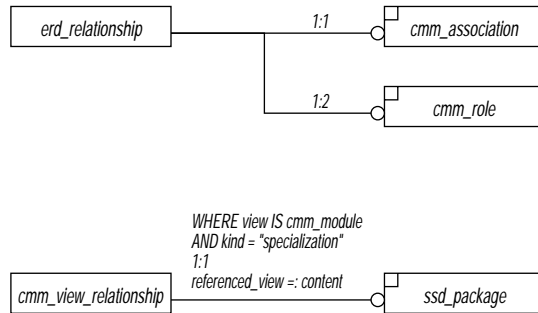 erd_relationship
1:1
cmm_association
1:2
cmm_role
WHERE view IS cmm_module
AND kind = "specialization"
1:1
referenced_view =: content
cmm_view_relationship
ssd_package